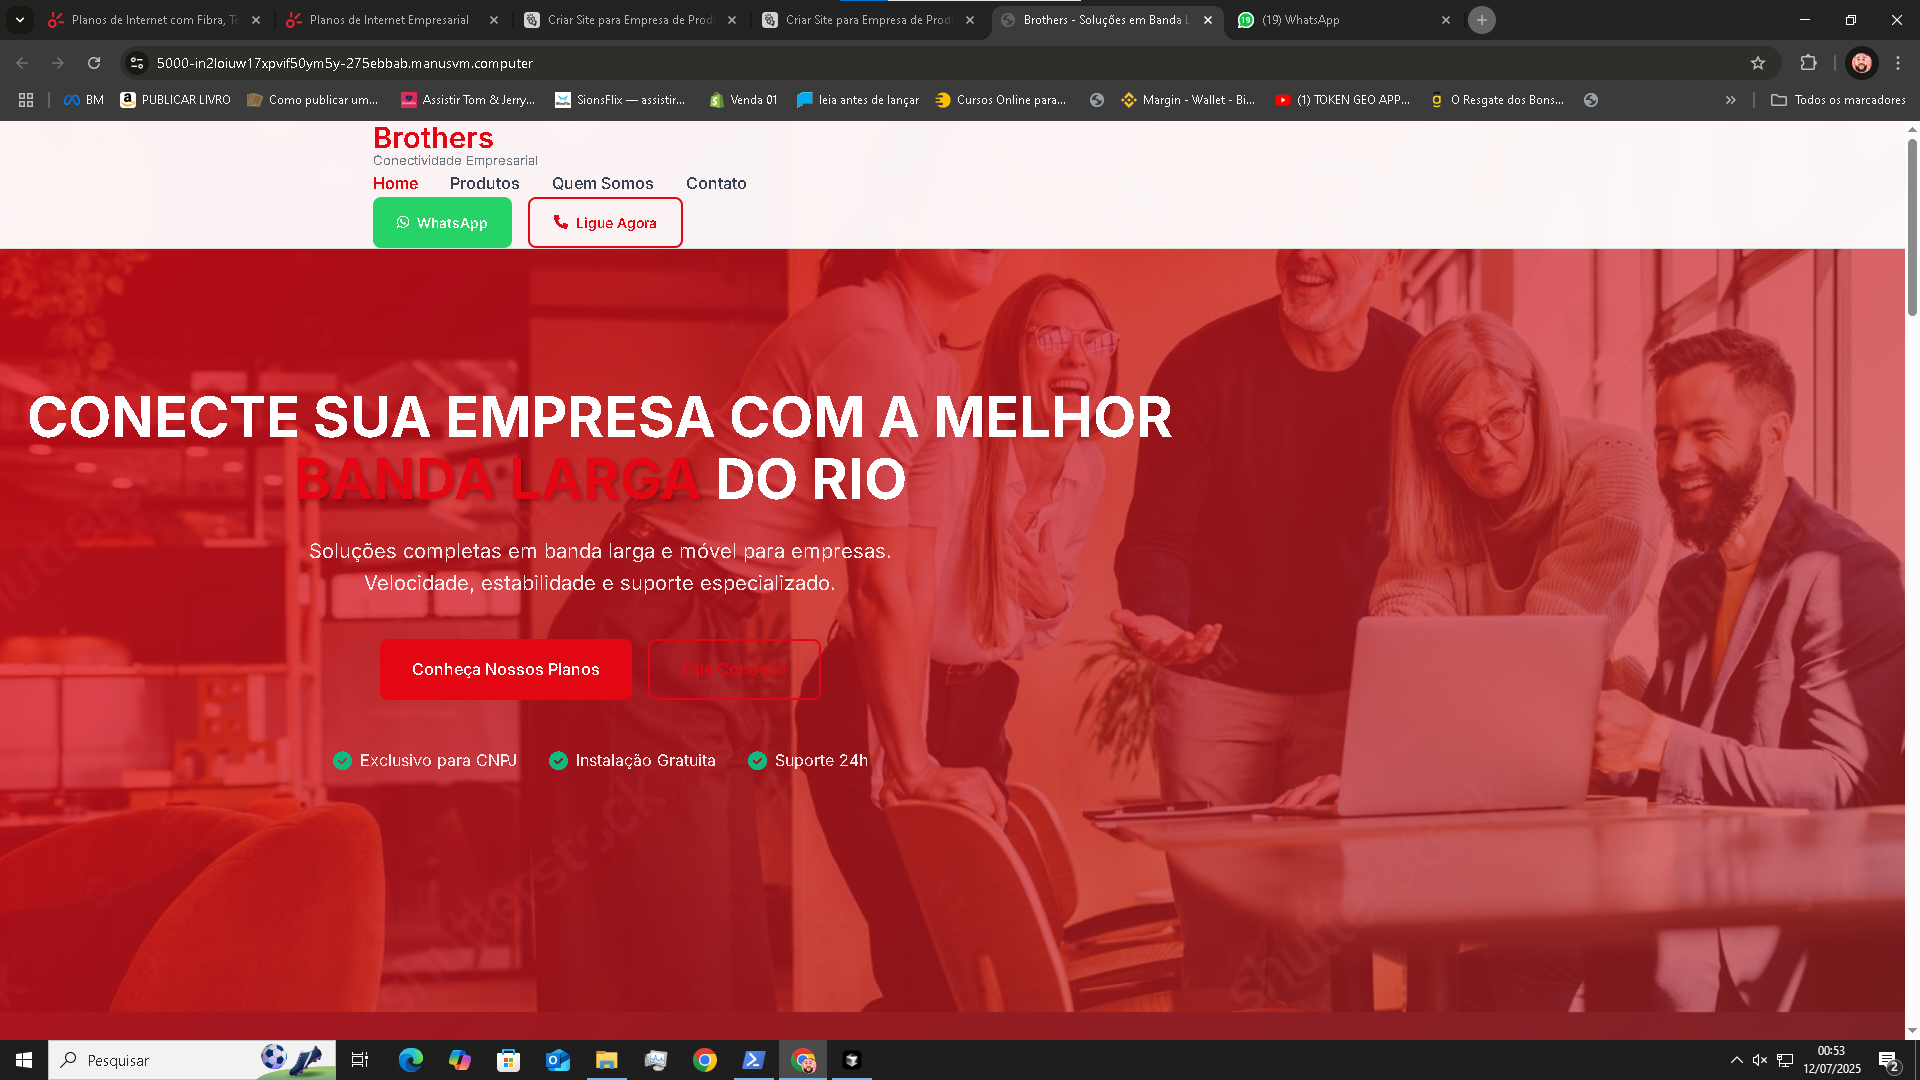 Planos de Internet com Fibra, Te
Planos de Internet Empresarial
Criar Site para Empresa de Prod
Criar Site para Empresa de Prod
Brothers - Soluções em Banda L
(19) WhatsApp
5000-in2loiuw17xpvif50ym5y-275ebbab.manusvm.computer
BM
PUBLICAR LIVRO
Como publicar um...
Assistir Tom & Jerry...
SionsFlix — assistir...
Venda 01
leia antes de lançar
Cursos Online para...
Margin - Wallet - Bi...
(1) TOKEN GEO APP...
O Resgate dos Bons...
Todos os marcadores
Brothers
Conectividade Empresarial
Home Produtos Quem Somos Contato
WhatsApp Ligue Agora
CONECTE SUA EMPRESA COM A MELHOR
BANDA LARGA DO RIO
Soluções completas em banda larga e móvel para empresas.
Velocidade, estabilidade e suporte especializado.
Conheça Nossos Planos Fale Conosco
Exclusivo para CNPJ Instalação Gratuita Suporte 24h
shutterstock
shutterstock
Pesquisar
00:53
12/07/2025
2